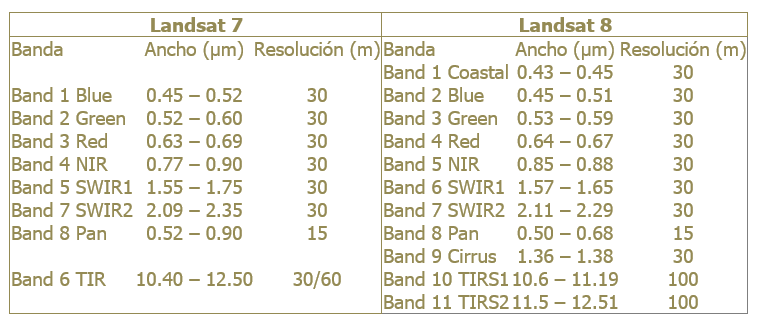 Landsat 7 Landsat 8
Banda Ancho (µm) Resolución (m) Banda Ancho (µm) Resolución (m)
Band 1 Coastal 0.43 – 0.45 30
Band 1 Blue 0.45 – 0.52 30 Band 2 Blue 0.45 – 0.51 30
Band 2 Green 0.52 – 0.60 30 Band 3 Green 0.53 – 0.59 30
Band 3 Red 0.63 – 0.69 30 Band 4 Red 0.64 – 0.67 30
Band 4 NIR 0.77 – 0.90 30 Band 5 NIR 0.85 – 0.88 30
Band 5 SWIR1 1.55 – 1.75 30 Band 6 SWIR1 1.57 – 1.65 30
Band 7 SWIR2 2.09 – 2.35 30 Band 7 SWIR2 2.11 – 2.29 30
Band 8 Pan 0.52 – 0.90 15 Band 8 Pan 0.50 – 0.68 15
Band 9 Cirrus 1.36 – 1.38 30
Band 6 TIR 10.40 – 12.50 30/60 Band 10 TIRS1 10.6 – 11.19 100
Band 11 TIRS2 11.5 – 12.51 100